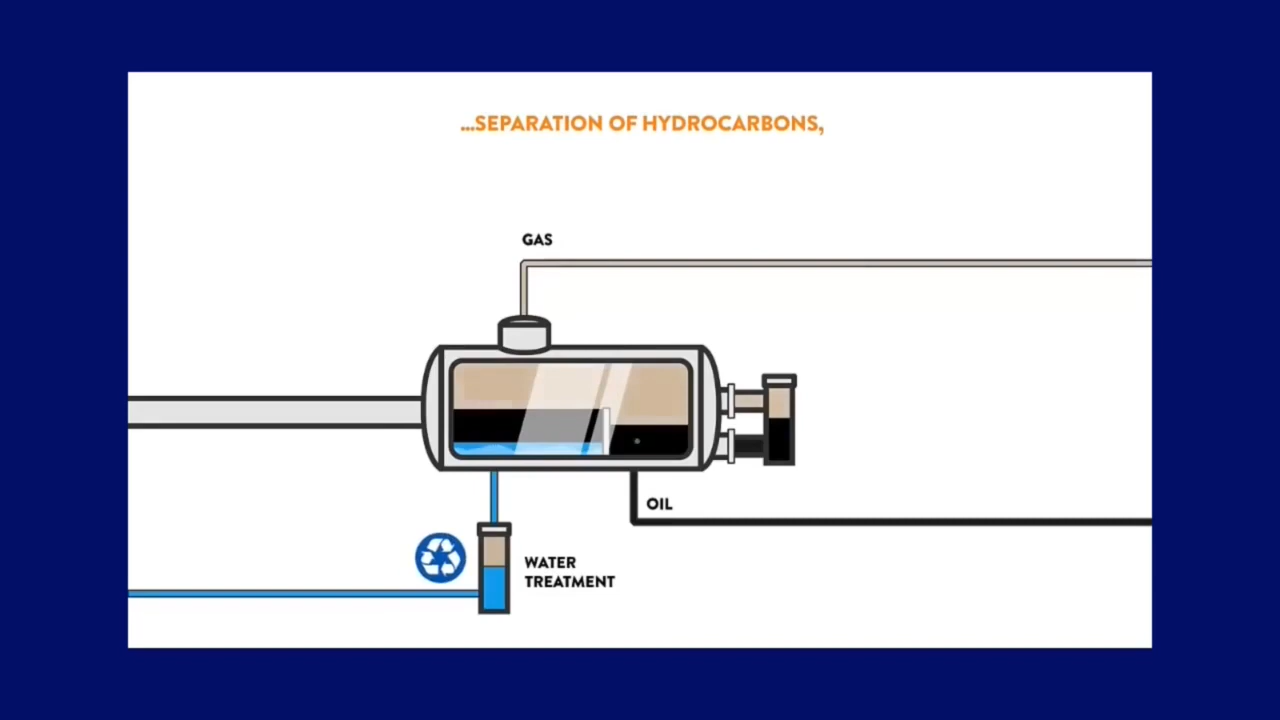 ...SEPARATION OF HYDROCARBONS,
GAS
OIL
WATER
TREATMENT